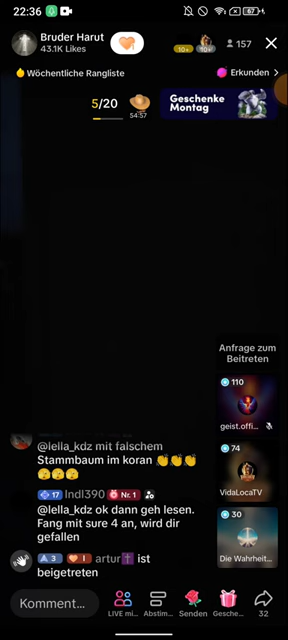 22:36
67
Bruder Harut
43.1K Likes
10+
10+
157
Wöchentliche Rangliste
Erkunden >
5/20
54:57
Geschenke
Montag
Anfrage zum
Beitreten
110
geist.offi...
74
VidaLocaTV
30
Die Wahrheit...
@lella_kdz mit falschem
Stammbaum im koran 👏👏👏
🫣🫣🫣
17 lndl390 Nr. 1
@lella_kdz ok dann geh lesen.
Fang mit sure 4 an, wird dir
gefallen
3 I artur✝️ ist
beigetreten
Komment...
LIVE mi...
Abstim...
Senden
Gesche...
32